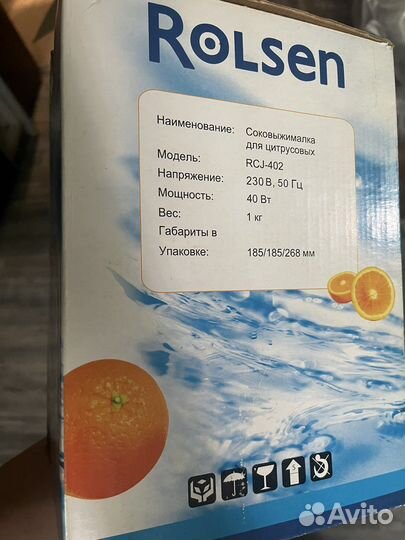 ROLSEN
Наименование: Соковыжималка
для цитрусовых
Модель: RCJ-402
Напряжение: 230 В, 50 Гц
Мощность: 40 Вт
Вес: 1 кг
Габариты в
Упаковке: 185/185/268 мм
Avito